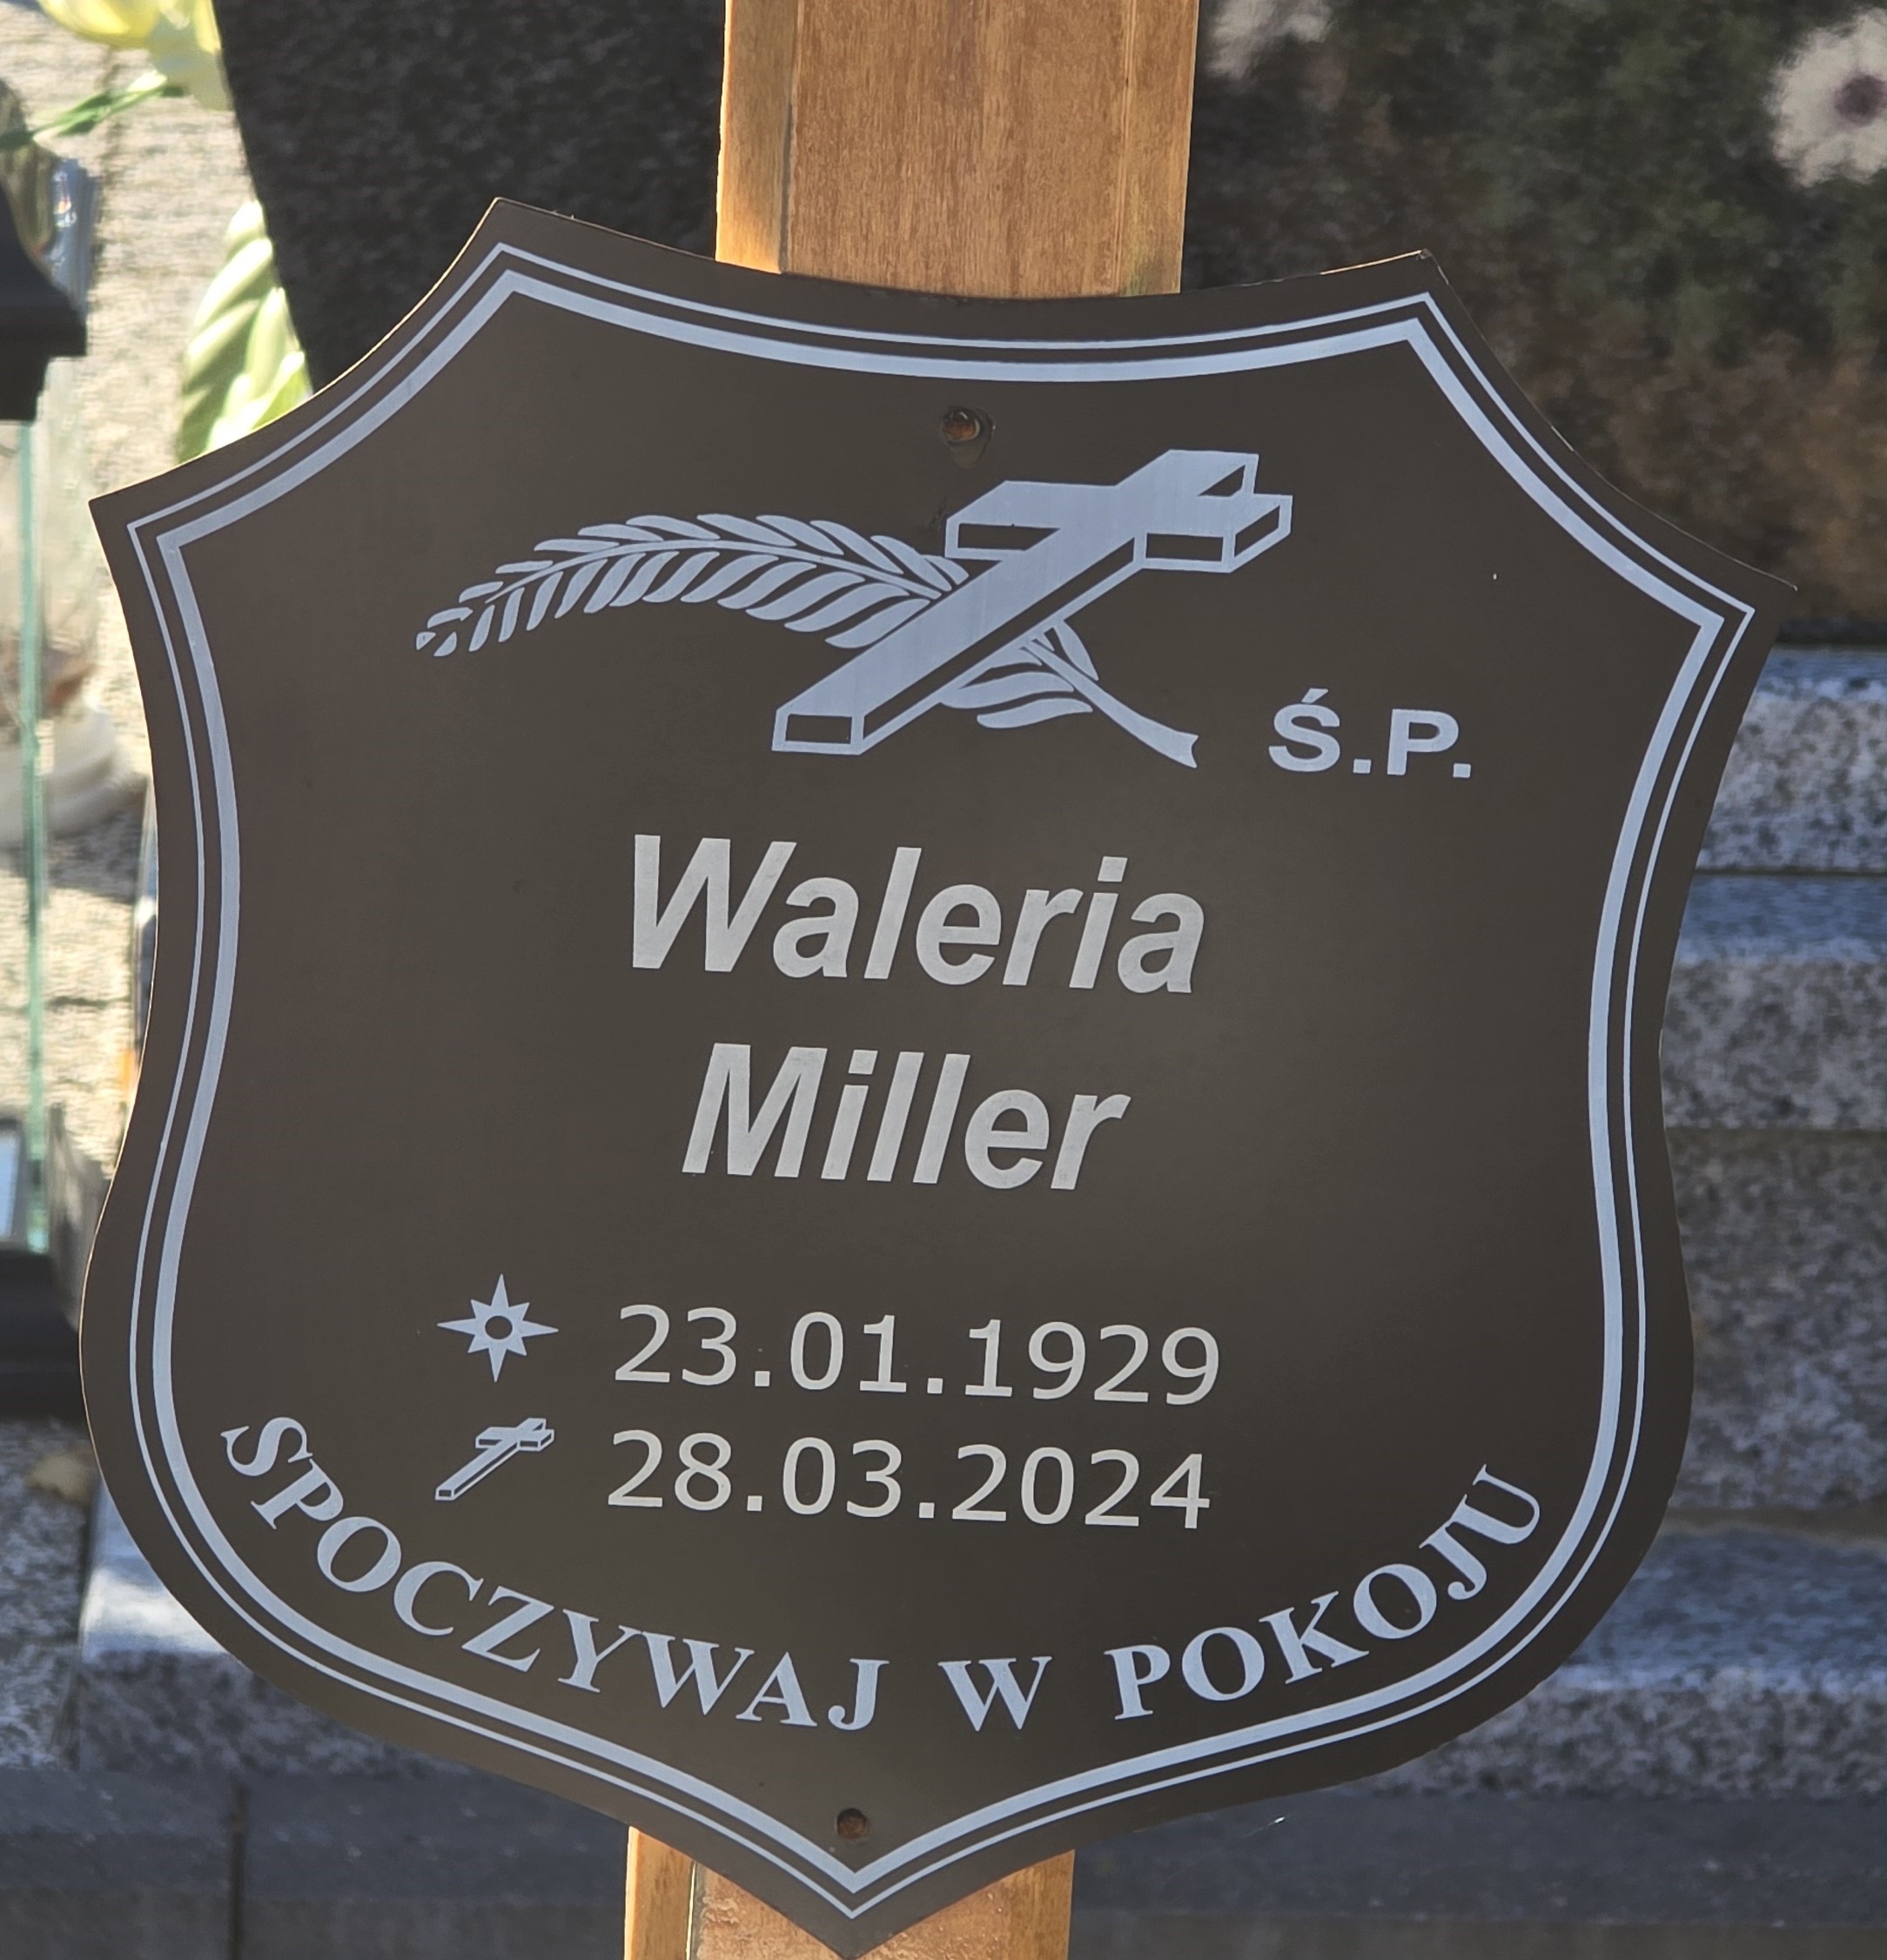 Ś.P.
Waleria
Miller
23.01.1929
28.03.2024
SPOCZYWAJ W POKOJU